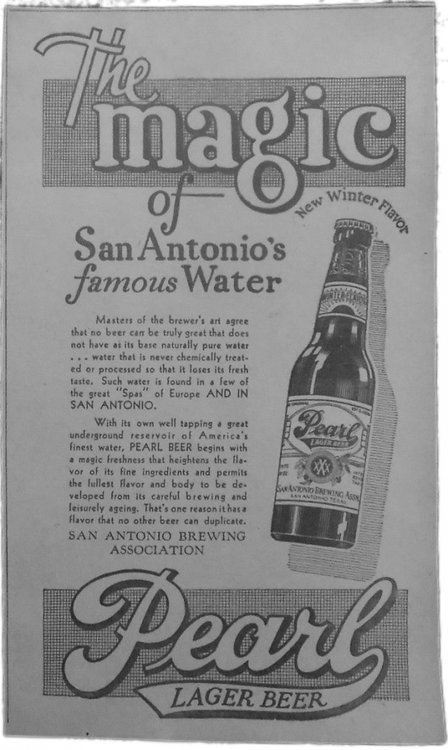 The
magic
of
San Antonio's
famous Water
New Winter Flavor
Masters of the brewer's art agree
that no beer can be truly great that does
not have as its base naturally pure water
. . . water that is never chemically treat-
ed or processed so that it loses its fresh
taste. Such water is found in a few of
the great "Spas" of Europe AND IN
SAN ANTONIO.
With its own well tapping a great
underground reservoir of America's
finest water, PEARL BEER begins with
a magic freshness that heightens the fla-
vor of its fine ingredients and permits
the fullest flavor and body to be de-
veloped from its careful brewing and
leisurely ageing. That's one reason it has a
flavor that no other beer can duplicate.
SAN ANTONIO BREWING
ASSOCIATION
Pearl
LAGER BEER
XXX
SAN ANTONIO BREWING ASSN.
SAN ANTONIO TEXAS
Pearl
LAGER BEER